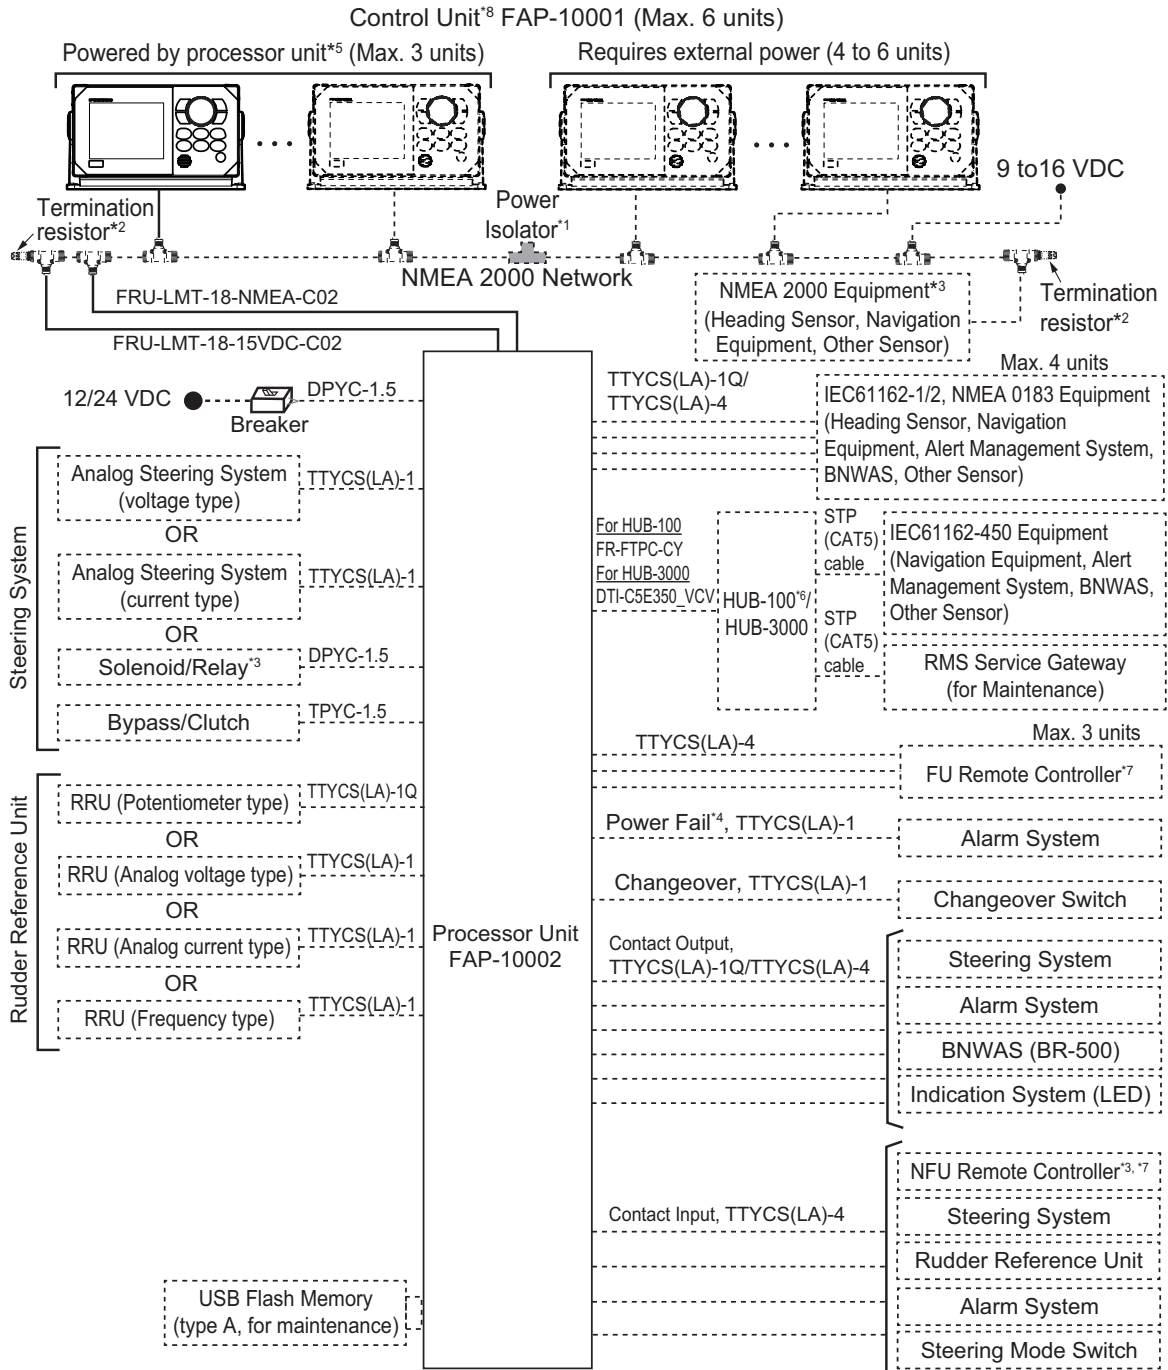 Control Unit*8 FAP-10001 (Max. 6 units)
Powered by processor unit*5 (Max. 3 units)
Requires external power (4 to 6 units)
9 to16 VDC
Termination
resistor*2
Power
Isolator*1
NMEA 2000 Network
FRU-LMT-18-NMEA-C02
FRU-LMT-18-15VDC-C02
NMEA 2000 Equipment*3
(Heading Sensor, Navigation
Equipment, Other Sensor)
Termination
resistor*2
12/24 VDC
Breaker
DPYC-1.5
Steering System
Analog Steering System
(voltage type)
TTYCS(LA)-1
OR
Analog Steering System
(current type)
TTYCS(LA)-1
OR
Solenoid/Relay*3
DPYC-1.5
Bypass/Clutch
TPYC-1.5
Rudder Reference Unit
RRU (Potentiometer type)
TTYCS(LA)-1Q
OR
RRU (Analog voltage type)
TTYCS(LA)-1
OR
RRU (Analog current type)
TTYCS(LA)-1
OR
RRU (Frequency type)
TTYCS(LA)-1
USB Flash Memory
(type A, for maintenance)
Processor Unit
FAP-10002
TTYCS(LA)-1Q/
TTYCS(LA)-4
Max. 4 units
IEC61162-1/2, NMEA 0183 Equipment
(Heading Sensor, Navigation
Equipment, Alert Management System,
BNWAS, Other Sensor)
For HUB-100
FR-FTPC-CY
For HUB-3000
DTI-C5E350_VCV
HUB-100*6/
HUB-3000
STP
(CAT5)
cable
IEC61162-450 Equipment
(Navigation Equipment, Alert
Management System, BNWAS,
Other Sensor)
STP
(CAT5)
cable
RMS Service Gateway
(for Maintenance)
TTYCS(LA)-4
Max. 3 units
FU Remote Controller*7
Power Fail*4, TTYCS(LA)-1
Alarm System
Changeover, TTYCS(LA)-1
Changeover Switch
Contact Output,
TTYCS(LA)-1Q/TTYCS(LA)-4
Steering System
Alarm System
BNWAS (BR-500)
Indication System (LED)
Contact Input, TTYCS(LA)-4
NFU Remote Controller*3, *7
Steering System
Rudder Reference Unit
Alarm System
Steering Mode Switch